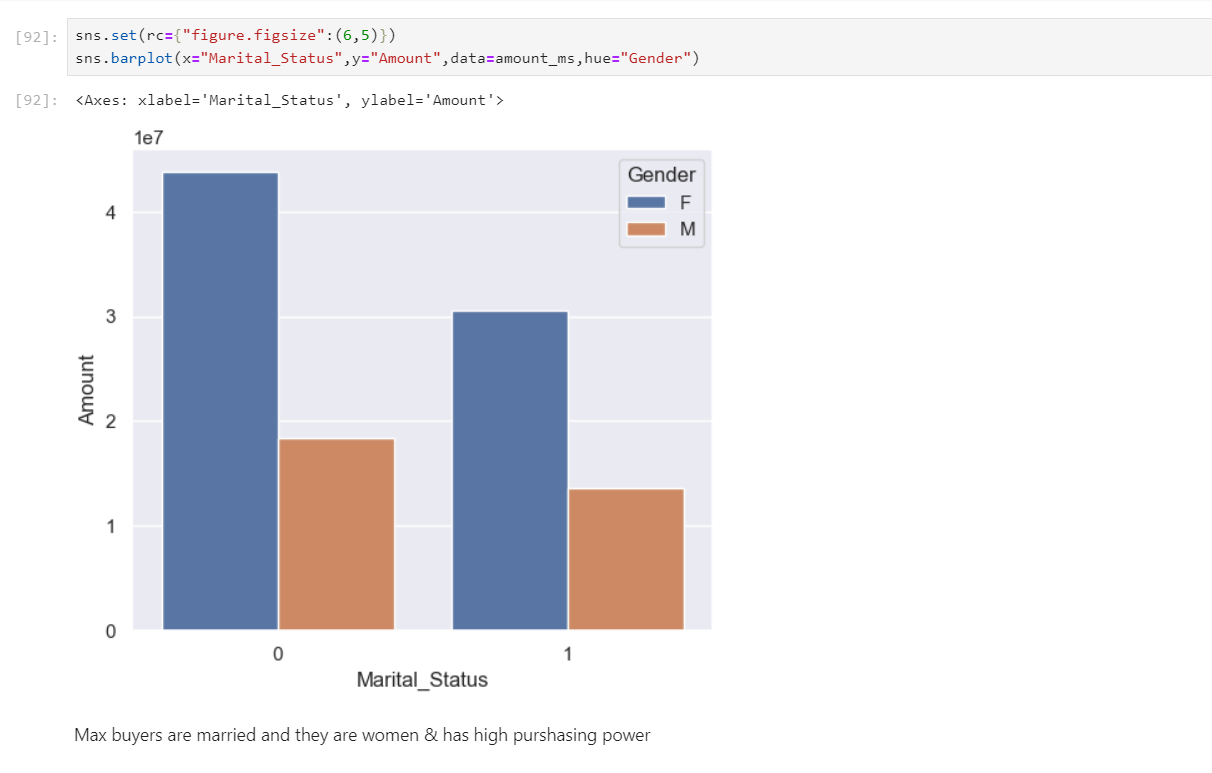 [92]: sns.set(rc={"figure.figsize":(6,5)})
sns.barplot(x="Marital_Status",y="Amount",data=amount_ms,hue="Gender")
[92]: <Axes: xlabel='Marital_Status', ylabel='Amount'>
1e7
Gender
F
M
4
3
2
1
0
Amount
0 1
Marital_Status
Max buyers are married and they are women & has high purshasing power